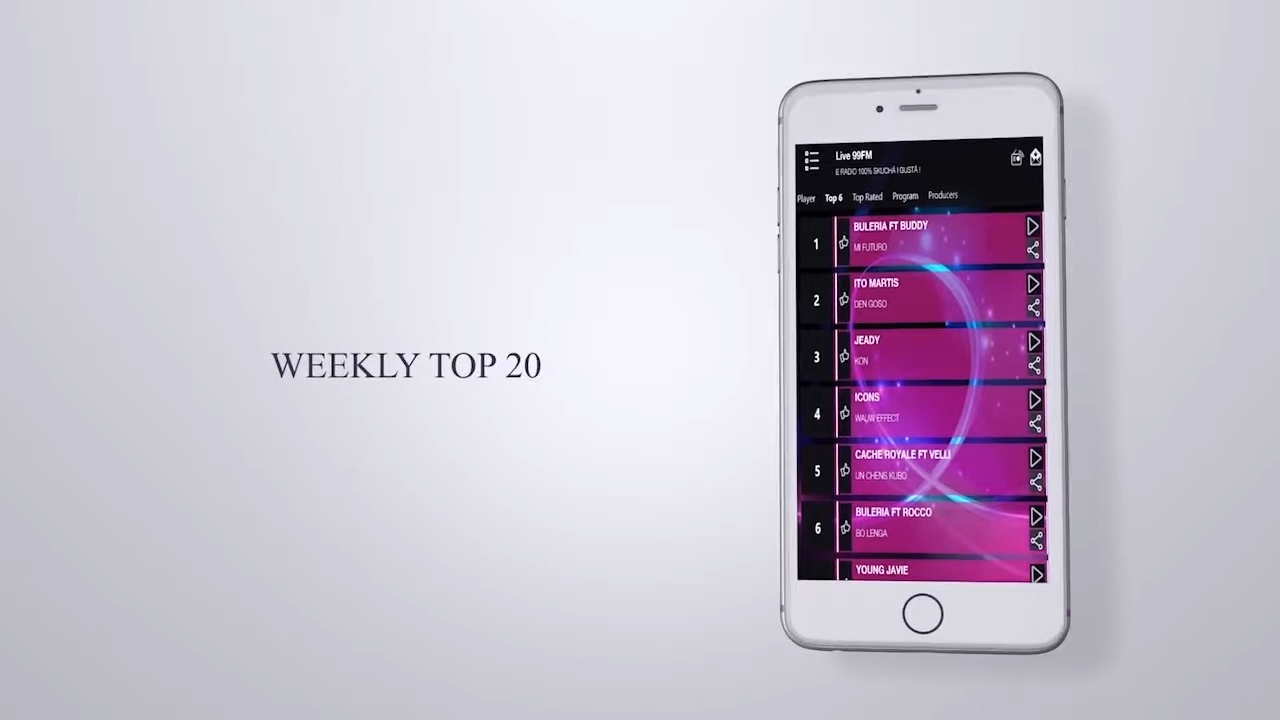 WEEKLY TOP 20
Live 99FM
E RADIO 100% SKUCHÁ I GUSTÁ !
Player Top 6 Top Rated Program Producers
1
BULERIA FT BUDDY
MI FUTURO
2
ITO MARTIS
DEN GOSO
3
JEADY
KON
4
ICONS
WAUW EFFECT
5
CACHE ROYALE FT VELLI
UN CHENS KUBO
6
BULERIA FT ROCCO
BO LENGA
YOUNG JAVIE